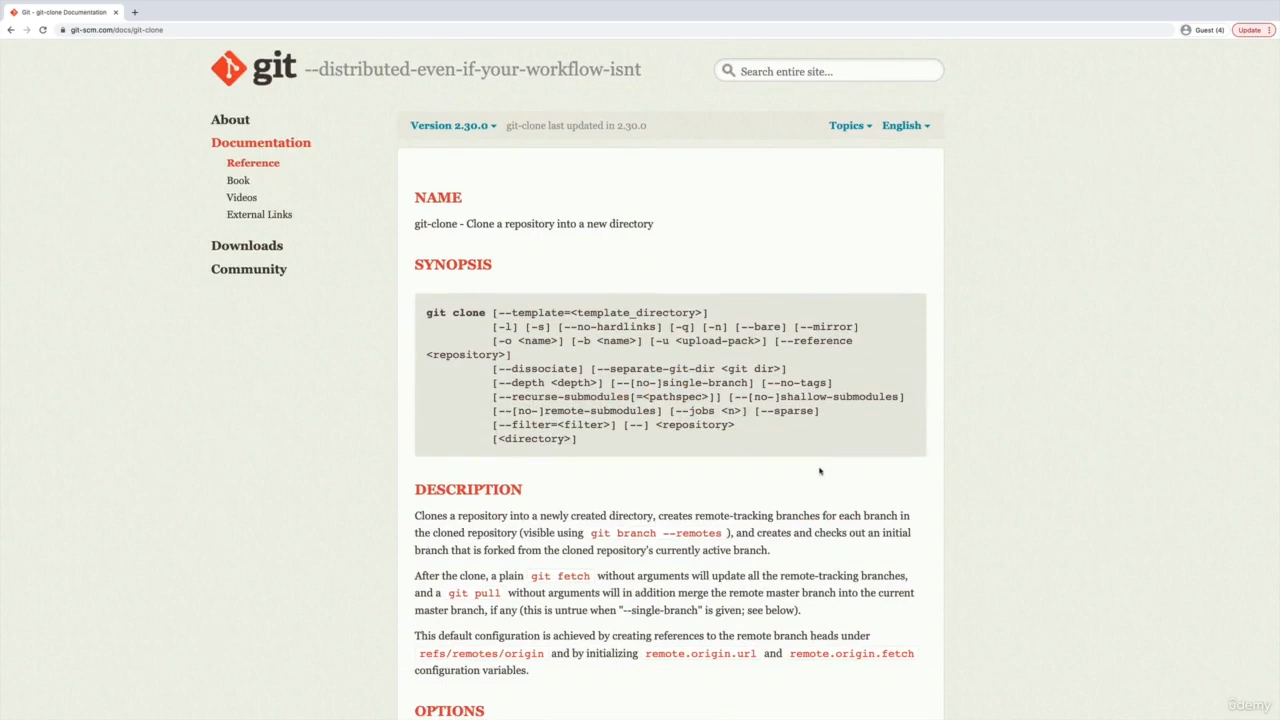 Git - git-clone Documentation
git-scm.com/docs/git-clone
Guest (4)
Update
git --distributed-even-if-your-workflow-isnt
Search entire site...
About
Documentation
Reference
Book
Videos
External Links
Downloads
Community
Version 2.30.0 git-clone last updated in 2.30.0 Topics English
NAME
git-clone - Clone a repository into a new directory
SYNOPSIS
git clone [--template=<template_directory>]
[-l] [-s] [--no-hardlinks] [-q] [-n] [--bare] [--mirror]
[-o <name>] [-b <name>] [-u <upload-pack>] [--reference
<repository>]
[--dissociate] [--separate-git-dir <git dir>]
[--depth <depth>] [--[no-]single-branch] [--no-tags]
[--recurse-submodules[=<pathspec>]] [--[no-]shallow-submodules]
[--[no-]remote-submodules] [--jobs <n>] [--sparse]
[--filter=<filter>] [--] <repository>
[<directory>]
DESCRIPTION
Clones a repository into a newly created directory, creates remote-tracking branches for each branch in
the cloned repository (visible using git branch --remotes ), and creates and checks out an initial
branch that is forked from the cloned repository's currently active branch.
After the clone, a plain git fetch without arguments will update all the remote-tracking branches,
and a git pull without arguments will in addition merge the remote master branch into the current
master branch, if any (this is untrue when "--single-branch" is given; see below).
This default configuration is achieved by creating references to the remote branch heads under
refs/remotes/origin and by initializing remote.origin.url and remote.origin.fetch
configuration variables.
OPTIONS
ûdemy